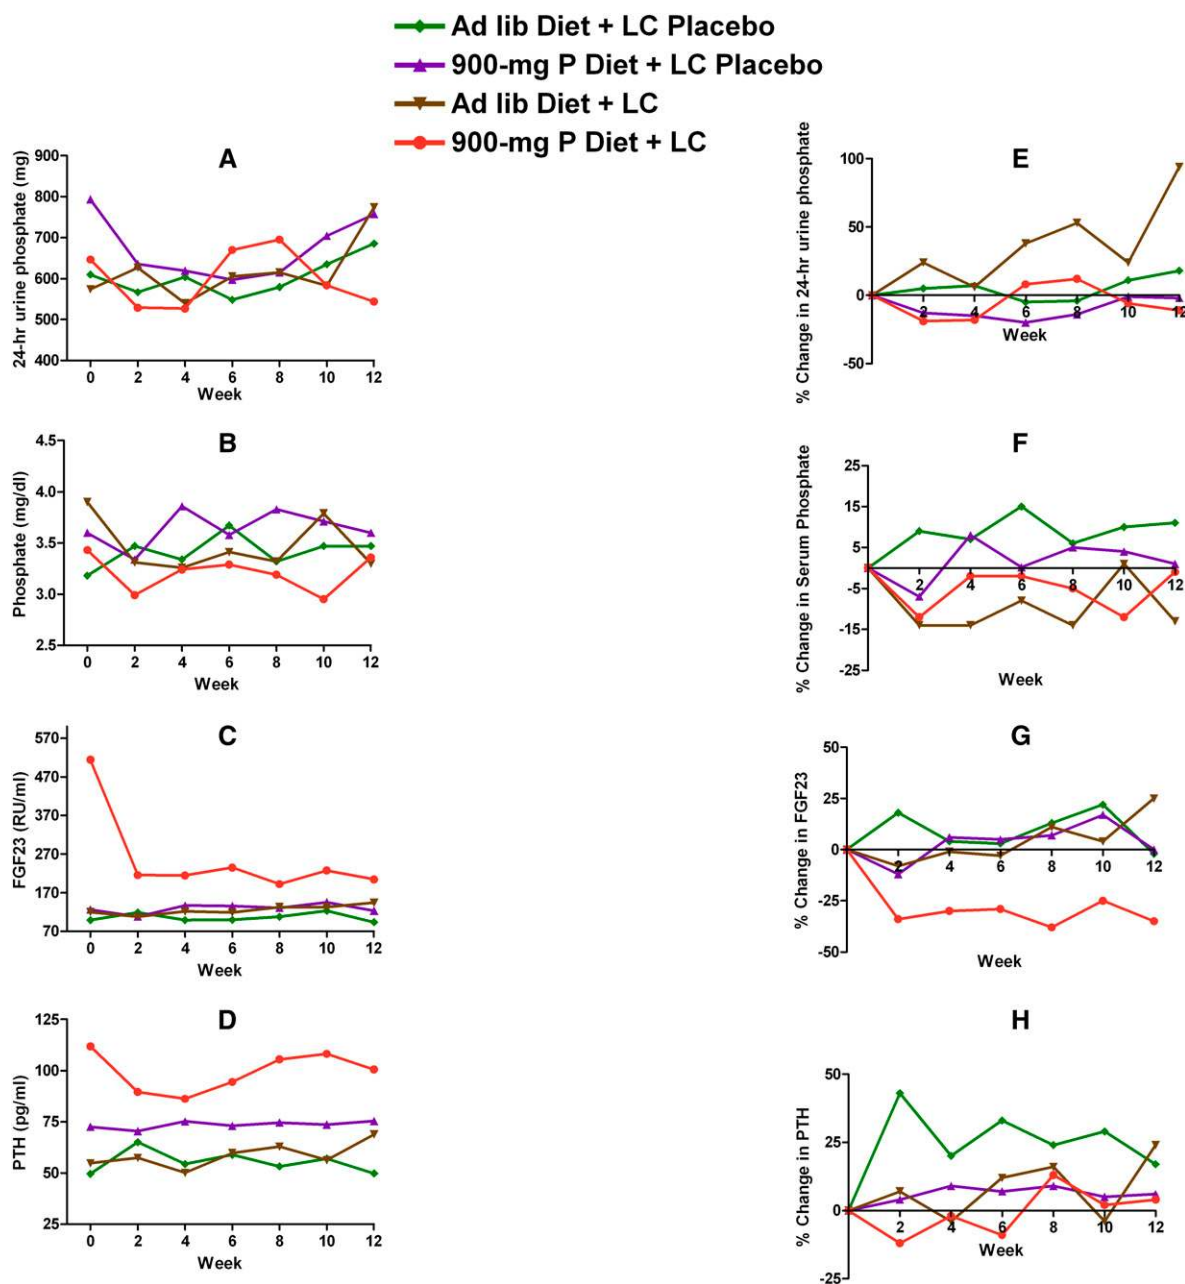 Ad lib Diet + LC Placebo
900-mg P Diet + LC Placebo
Ad lib Diet + LC
900-mg P Diet + LC
A
24-hr urine phosphate (mg)
900
800
700
600
500
400
0 2 4 6 8 10 12
Week
E
% Change in 24-hr urine phosphate
100
50
0
-50
2 4 6 8 10 12
Week
B
Phosphate (mg/dl)
4.5
4.0
3.5
3.0
2.5
0 2 4 6 8 10 12
Week
F
% Change in Serum Phosphate
25
15
5
-5
-15
-25
2 4 6 8 10 12
Week
C
FGF23 (RU/ml)
570
470
370
270
170
70
0 2 4 6 8 10 12
Week
G
% Change in FGF23
50
25
0
-25
-50
2 4 6 8 10 12
Week
D
PTH (pg/ml)
125
100
75
50
25
0 2 4 6 8 10 12
Week
H
% Change in PTH
50
25
0
-25
2 4 6 8 10 12
Week